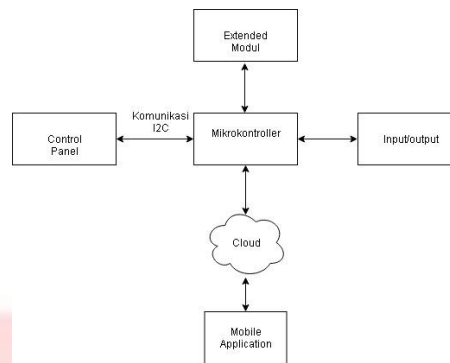 Extended
Modul
Komunikasi
I2C
Control
Panel
Mikrokontroller
Input/output
Cloud
Mobile
Application